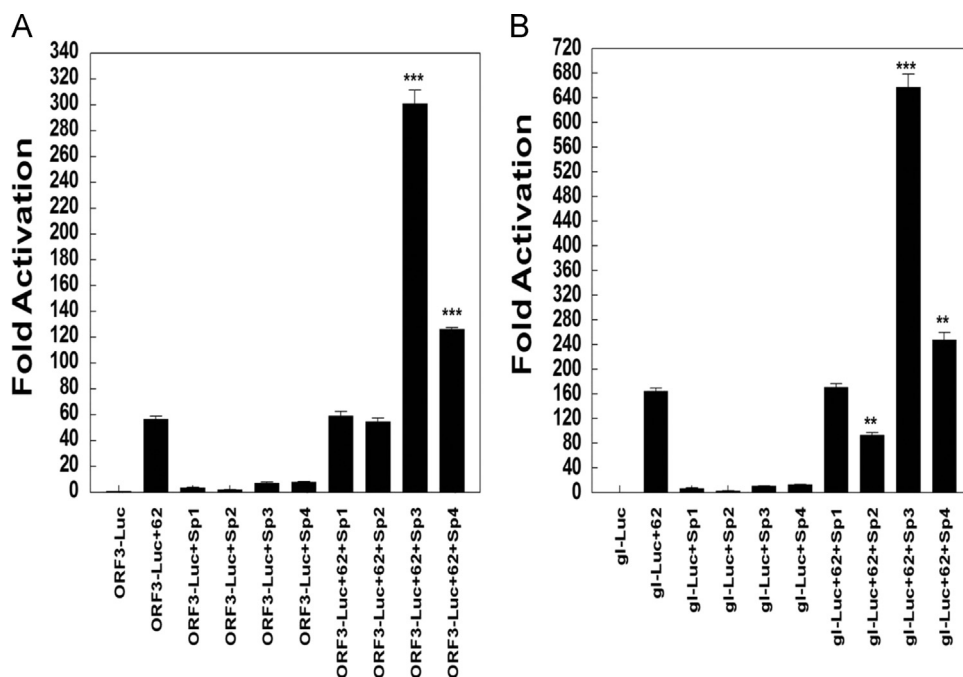 A
Fold Activation
340
320
300
280
260
240
220
200
180
160
140
120
100
80
60
40
20
0
***
***
ORF3-Luc
ORF3-Luc+62
ORF3-Luc+Sp1
ORF3-Luc+Sp2
ORF3-Luc+Sp3
ORF3-Luc+Sp4
ORF3-Luc+62+Sp1
ORF3-Luc+62+Sp2
ORF3-Luc+62+Sp3
ORF3-Luc+62+Sp4
B
Fold Activation
720
680
640
600
560
520
480
440
400
360
320
280
240
200
160
120
80
40
0
**
***
**
gI-Luc
gI-Luc+62
gI-Luc+Sp1
gI-Luc+Sp2
gI-Luc+Sp3
gI-Luc+Sp4
gI-Luc+62+Sp1
gI-Luc+62+Sp2
gI-Luc+62+Sp3
gI-Luc+62+Sp4